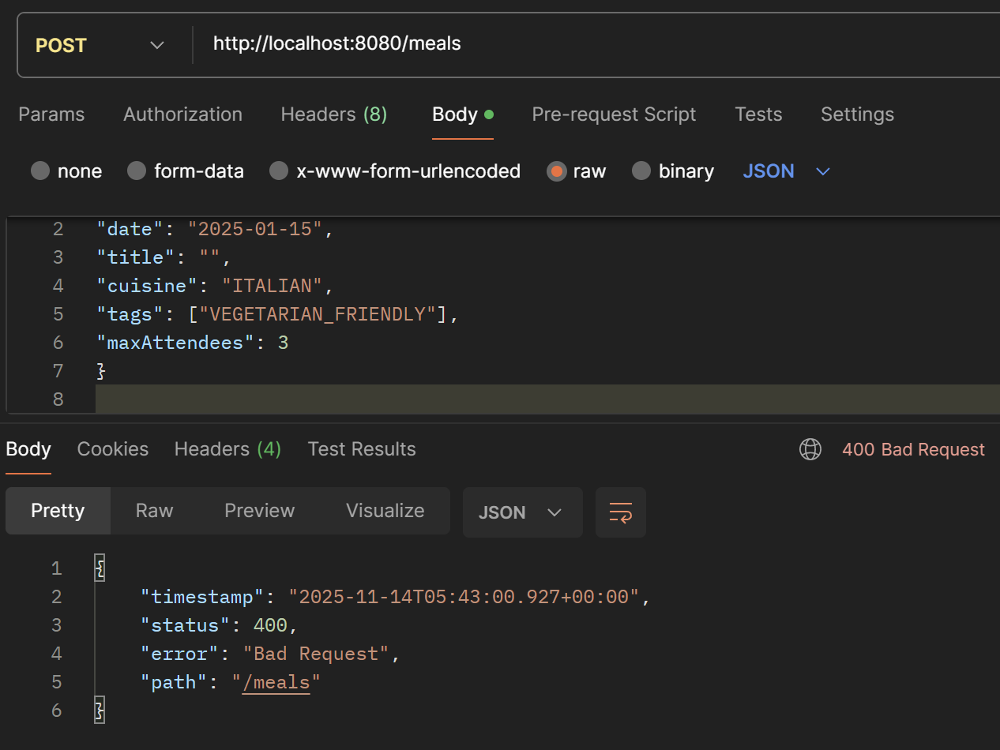 POST http://localhost:8080/meals
Params Authorization Headers (8) Body Pre-request Script Tests Settings
none form-data x-www-form-urlencoded raw binary JSON
2 "date": "2025-01-15",
3 "title": "",
4 "cuisine": "ITALIAN",
5 "tags": ["VEGETARIAN_FRIENDLY"],
6 "maxAttendees": 3
7 }
8
Body Cookies Headers (4) Test Results 400 Bad Request
Pretty Raw Preview Visualize JSON
1 {
2 "timestamp": "2025-11-14T05:43:00.927+00:00",
3 "status": 400,
4 "error": "Bad Request",
5 "path": "/meals"
6 }